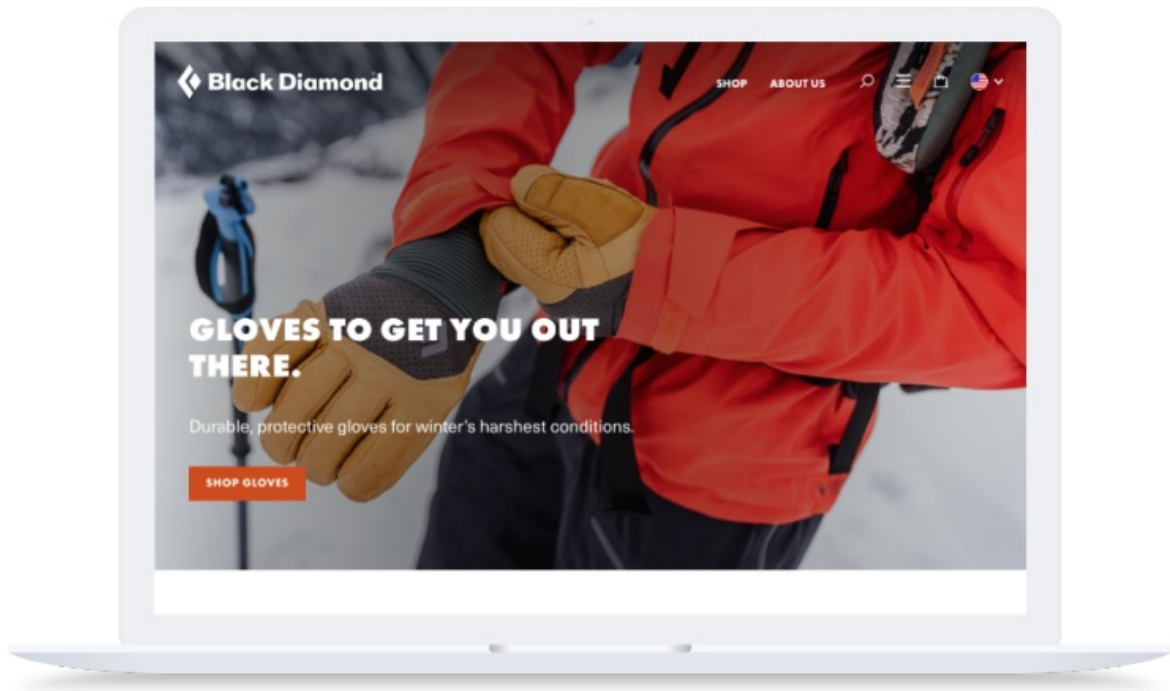 Black Diamond
SHOP
ABOUT US
GLOVES TO GET YOU OUT
THERE.
Durable, protective gloves for winter's harshest conditions.
SHOP GLOVES